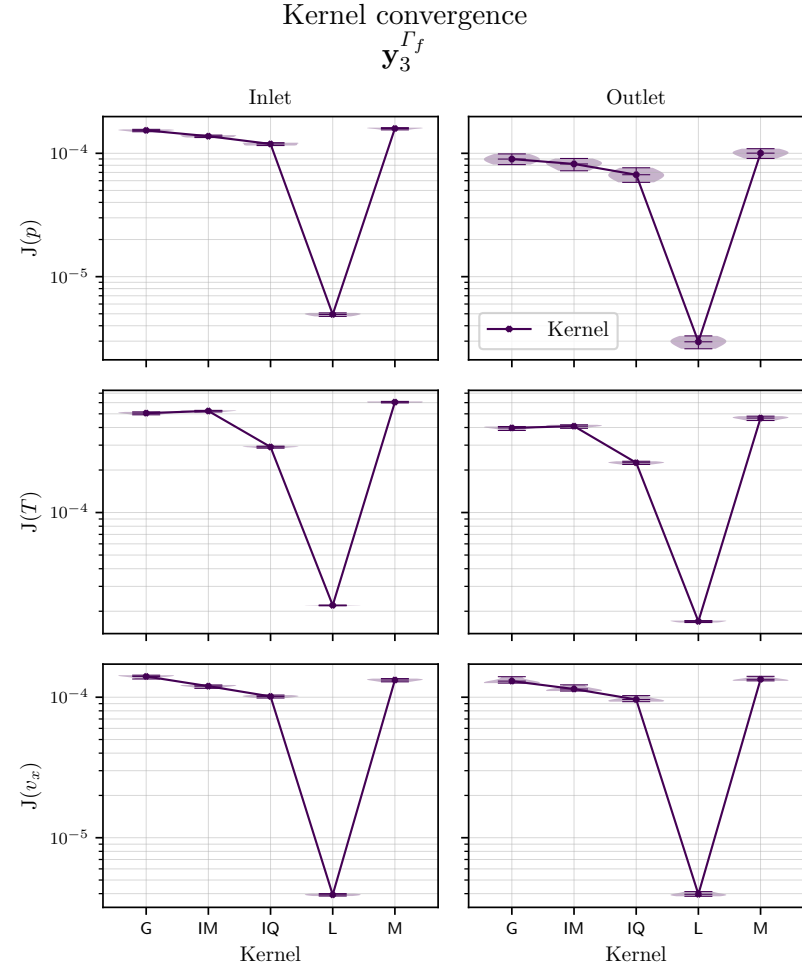 Kernel convergence
𝐲₃^{Γ_f}
Inlet
Outlet
J(p)
10⁻⁴
10⁻⁵
Kernel
J(T)
10⁻⁴
J(vₓ)
10⁻⁴
10⁻⁵
G IM IQ L M
G IM IQ L M
Kernel
Kernel